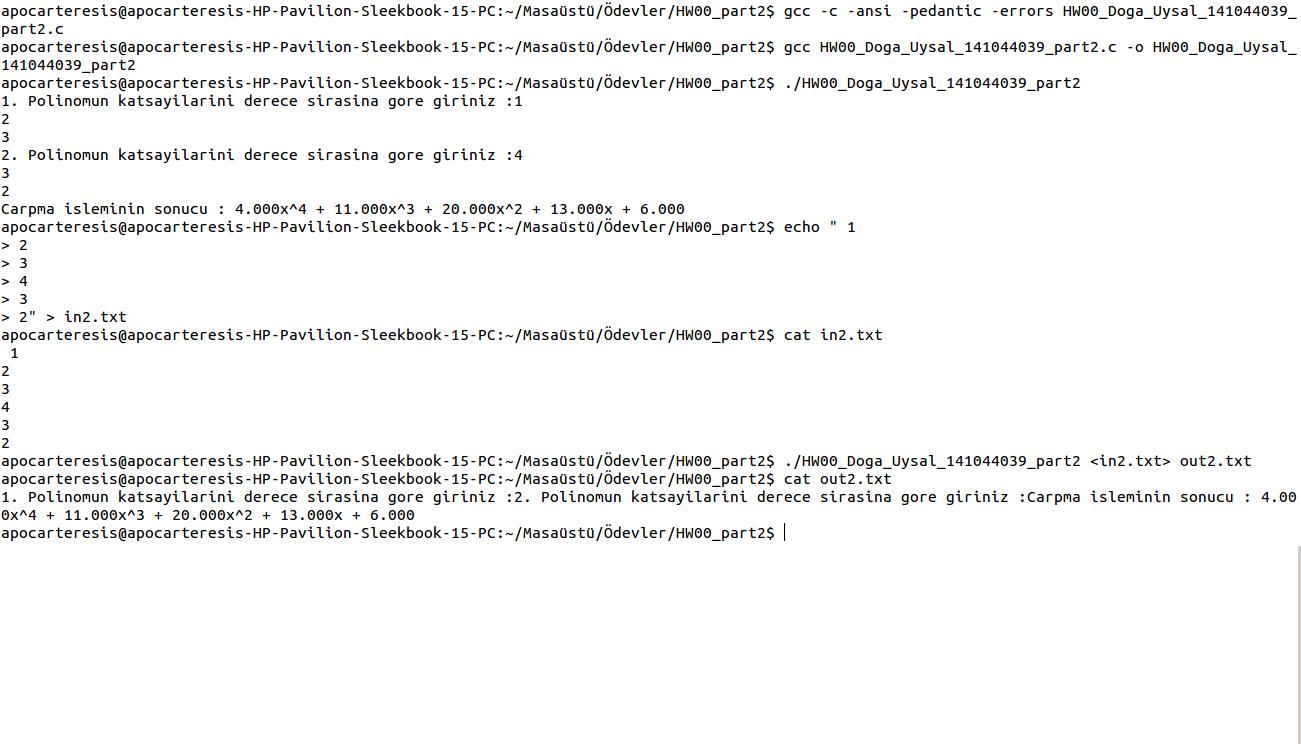 apocarteresis@apocarteresis-HP-Pavilion-Sleekbook-15-PC:~/Masaüstü/Ödevler/HW00_part2$ gcc -c -ansi -pedantic -errors HW00_Doga_Uysal_141044039_
part2.c
apocarteresis@apocarteresis-HP-Pavilion-Sleekbook-15-PC:~/Masaüstü/Ödevler/HW00_part2$ gcc HW00_Doga_Uysal_141044039_part2.c -o HW00_Doga_Uysal_
141044039_part2
apocarteresis@apocarteresis-HP-Pavilion-Sleekbook-15-PC:~/Masaüstü/Ödevler/HW00_part2$ ./HW00_Doga_Uysal_141044039_part2
1. Polinomun katsayilarini derece sirasina gore giriniz :1
2
3
2. Polinomun katsayilarini derece sirasina gore giriniz :4
3
2
Carpma isleminin sonucu : 4.000x^4 + 11.000x^3 + 20.000x^2 + 13.000x + 6.000
apocarteresis@apocarteresis-HP-Pavilion-Sleekbook-15-PC:~/Masaüstü/Ödevler/HW00_part2$ echo " 1
> 2
> 3
> 4
> 3
> 2" > in2.txt
apocarteresis@apocarteresis-HP-Pavilion-Sleekbook-15-PC:~/Masaüstü/Ödevler/HW00_part2$ cat in2.txt
 1
2
3
4
3
2
apocarteresis@apocarteresis-HP-Pavilion-Sleekbook-15-PC:~/Masaüstü/Ödevler/HW00_part2$ ./HW00_Doga_Uysal_141044039_part2 <in2.txt> out2.txt
apocarteresis@apocarteresis-HP-Pavilion-Sleekbook-15-PC:~/Masaüstü/Ödevler/HW00_part2$ cat out2.txt
1. Polinomun katsayilarini derece sirasina gore giriniz :2. Polinomun katsayilarini derece sirasina gore giriniz :Carpma isleminin sonucu : 4.00
0x^4 + 11.000x^3 + 20.000x^2 + 13.000x + 6.000
apocarteresis@apocarteresis-HP-Pavilion-Sleekbook-15-PC:~/Masaüstü/Ödevler/HW00_part2$